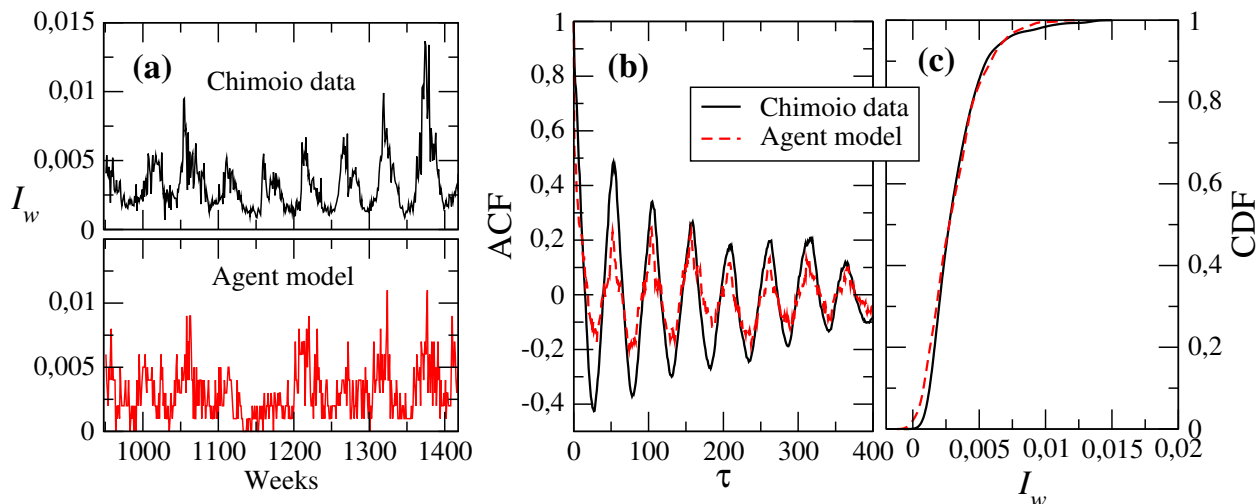 0,015
(a)
Chimoio data
0,01
0,005
I_w
0
Agent model
0,01
0,005
0
1000 1100 1200 1300 1400
Weeks
1
(b)
0,8
0,6
0,4
0,2
0
-0,2
-0,4
ACF
0 100 200 300 400
τ
Chimoio data
Agent model
(c)
1
0,8
0,6
0,4
0,2
0
CDF
0 0,005 0,01 0,015 0,02
I_w